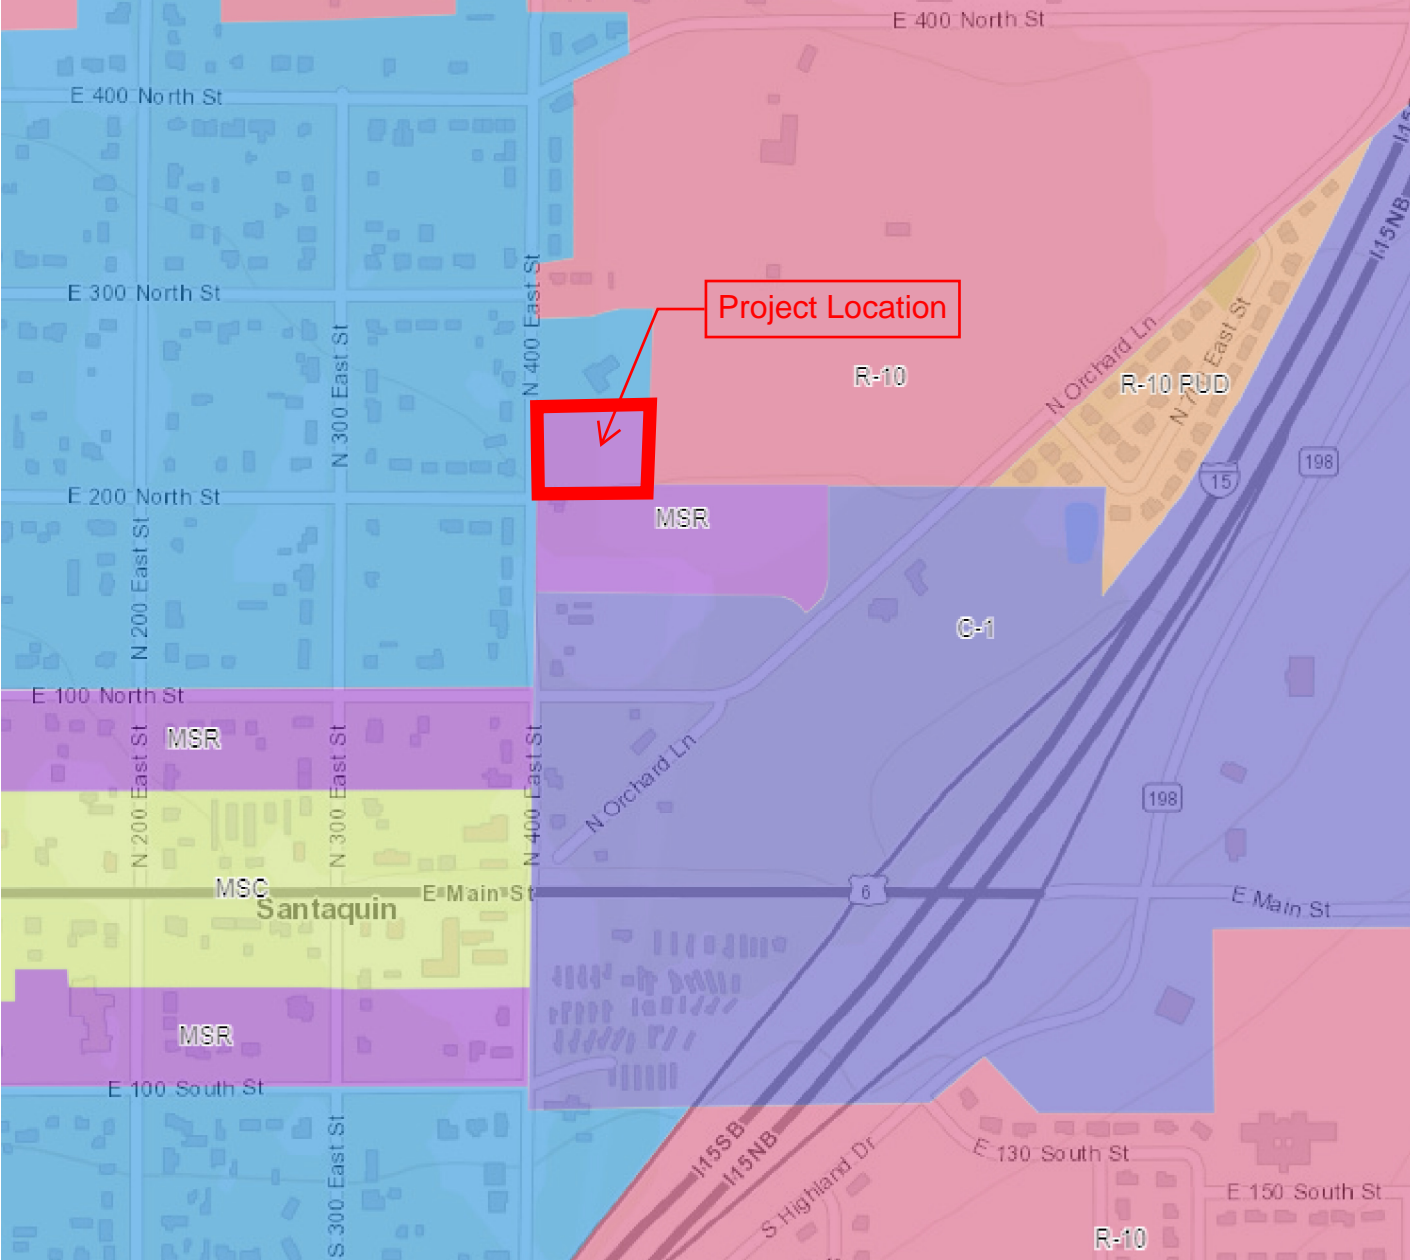 E 400 North St
E 400 North St
I15SB
I15NB
E 300 North St
N 400 East St
Project Location
N 300 East St
N Orchard Ln
R-10
R-10 PUD
198
15
E 200 North St
MSR
N 200 East St
C-1
E 100 North St
MSR
N 200 East St
N 300 East St
N 400 East St
N Orchard Ln
198
MSC
E Main St
6
E Main St
Santaquin
MSR
E 100 South St
I15SB
I15NB
S 300 East St
S Highland Dr
E 130 South St
E 150 South St
R-10